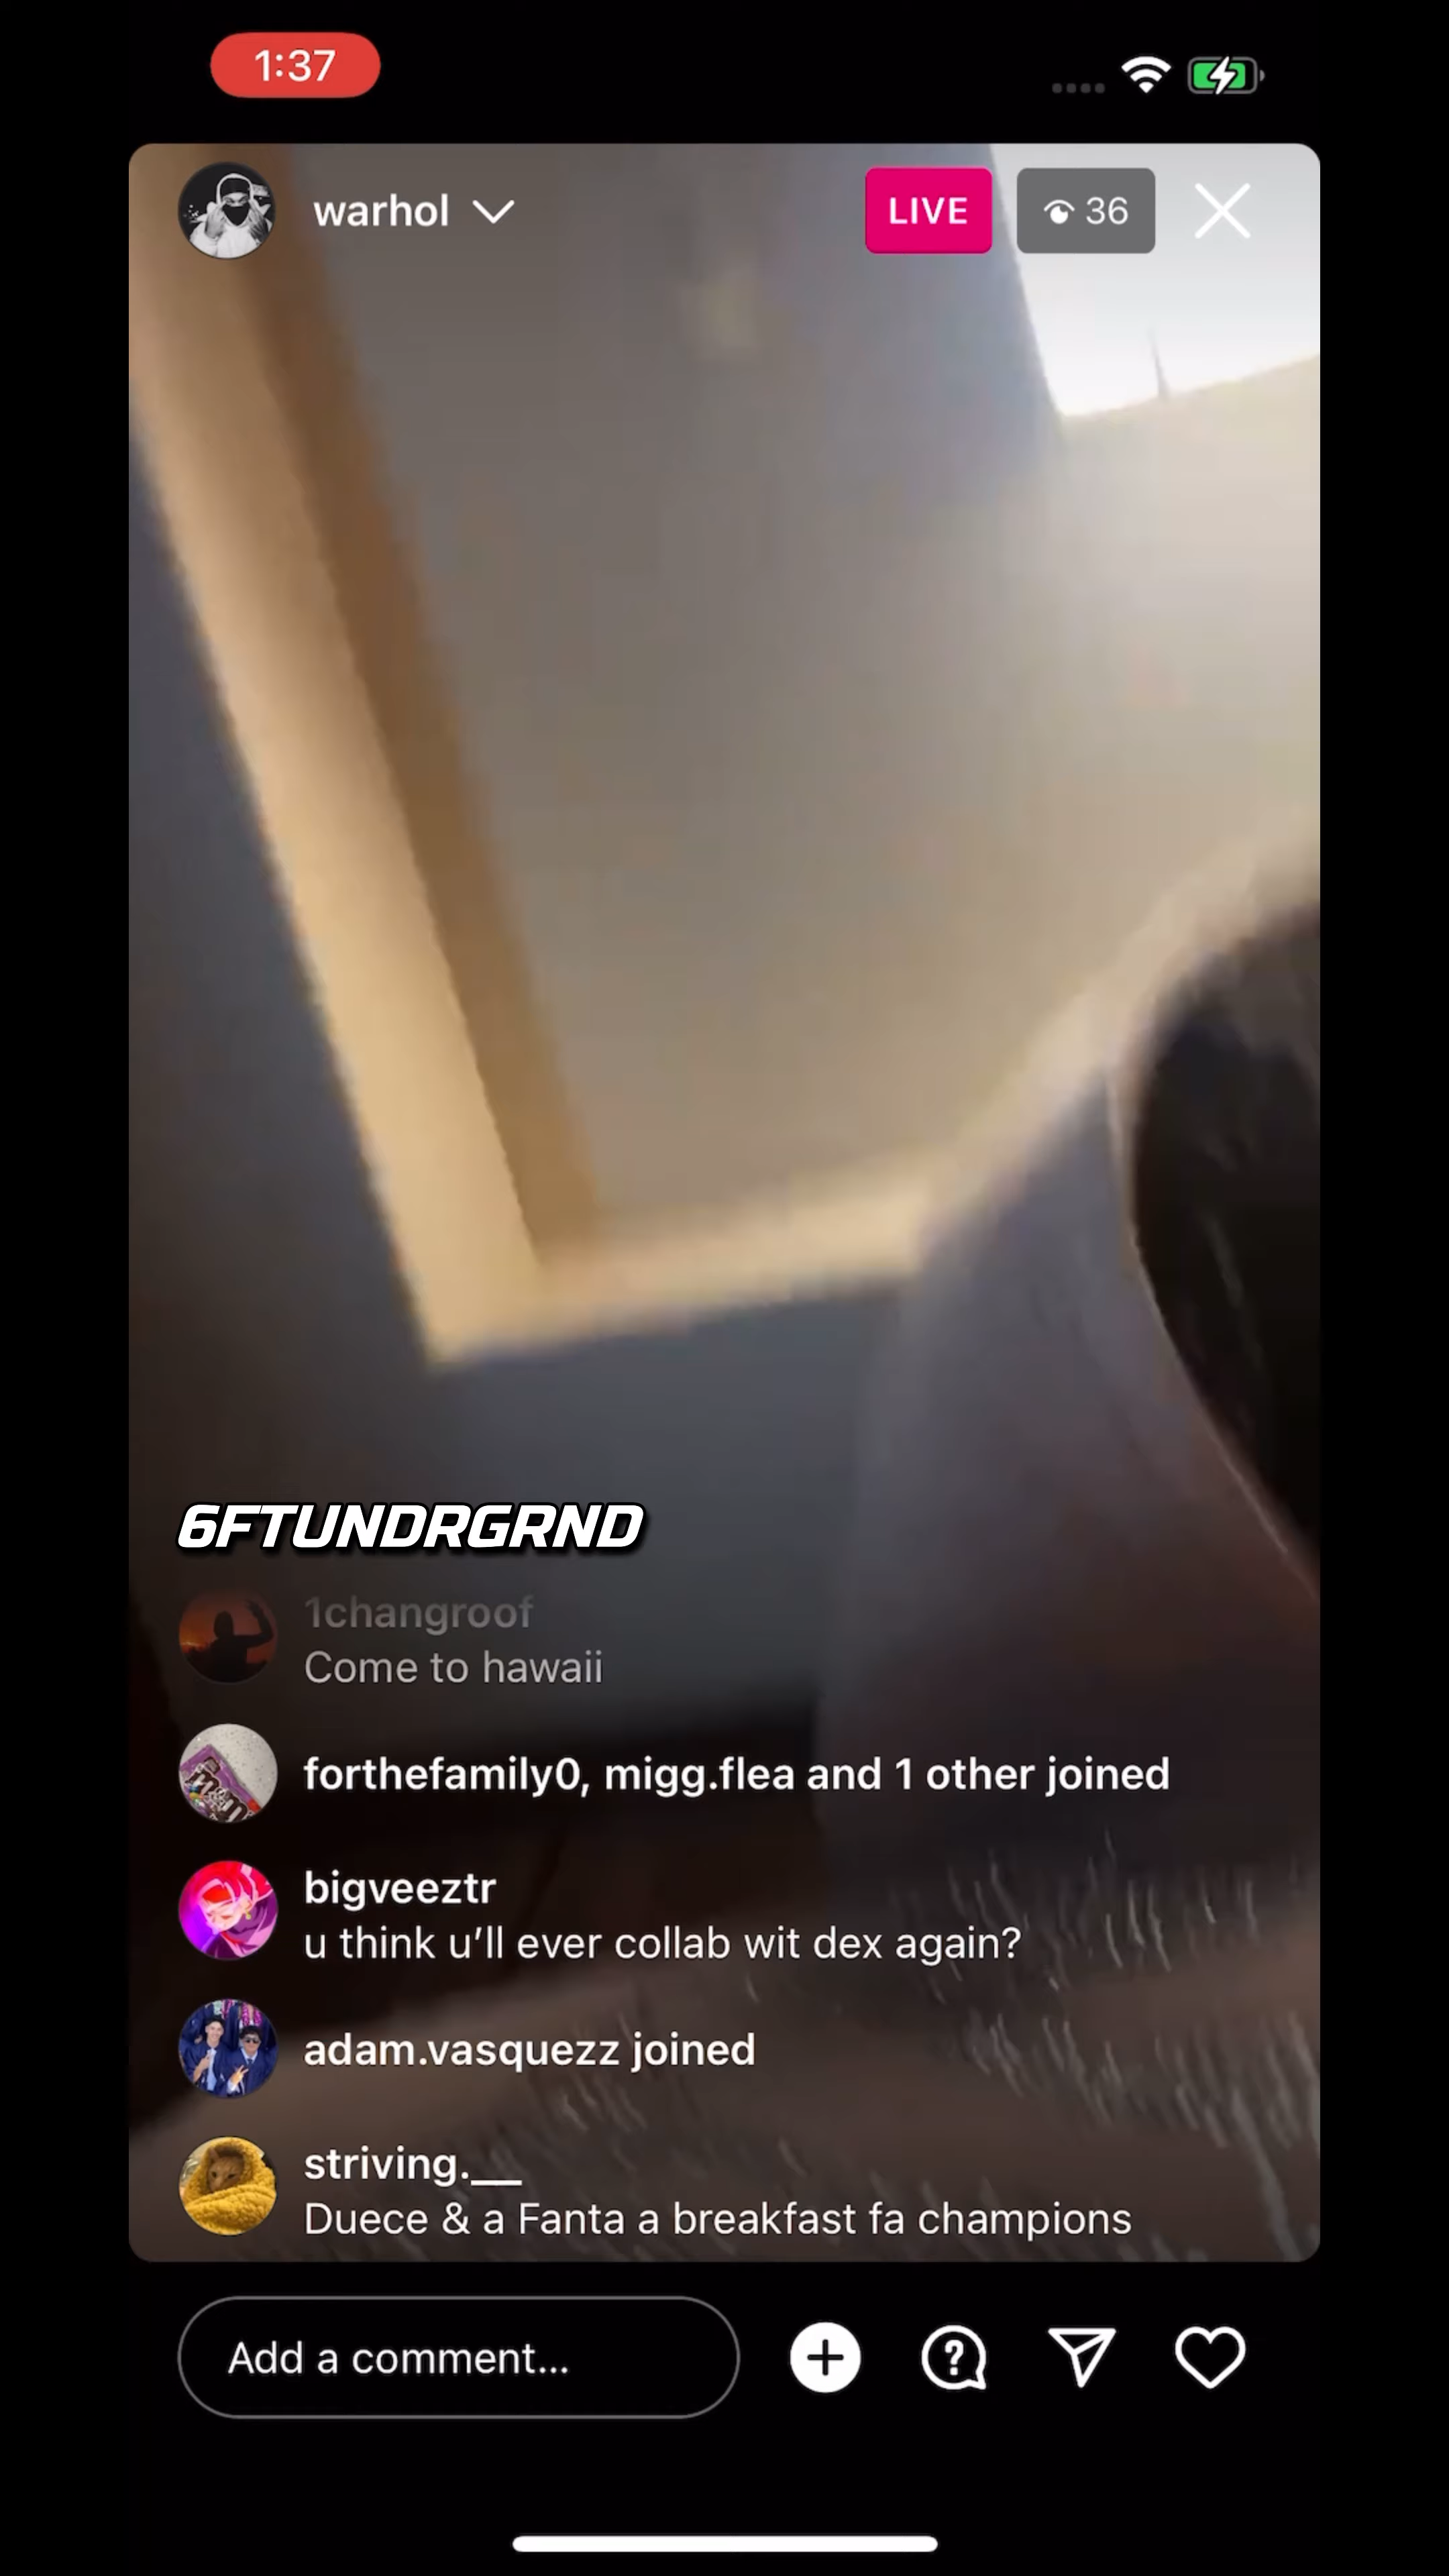 1:37
warhol
LIVE
36
6FTUNDRGRND
1changroof
Come to hawaii
forthefamily0, migg.flea and 1 other joined
bigveeztr
u think u’ll ever collab wit dex again?
adam.vasquezz joined
striving.__
Duece & a Fanta a breakfast fa champions
Add a comment...